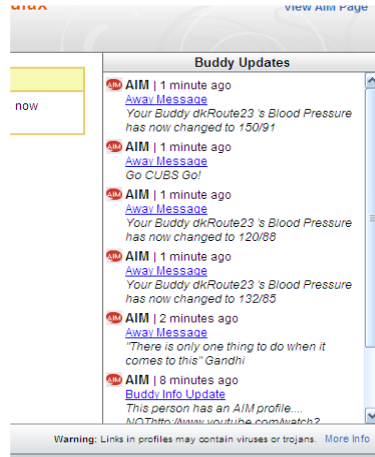 View AIM Page
Buddy Updates
now
AIM | 1 minute ago
Away Message
Your Buddy dkRoute23 's Blood Pressure
has now changed to 150/91
AIM | 1 minute ago
Away Message
Go CUBS Go!
AIM | 1 minute ago
Away Message
Your Buddy dkRoute23 's Blood Pressure
has now changed to 120/88
AIM | 1 minute ago
Away Message
Your Buddy dkRoute23 's Blood Pressure
has now changed to 132/85
AIM | 2 minutes ago
Away Message
"There is only one thing to do when it
comes to this" Gandhi
AIM | 8 minutes ago
Buddy Info Update
This person has an AIM profile....
NOThttp://www.youtube.com/watch?
Warning: Links in profiles may contain viruses or trojans. More Info